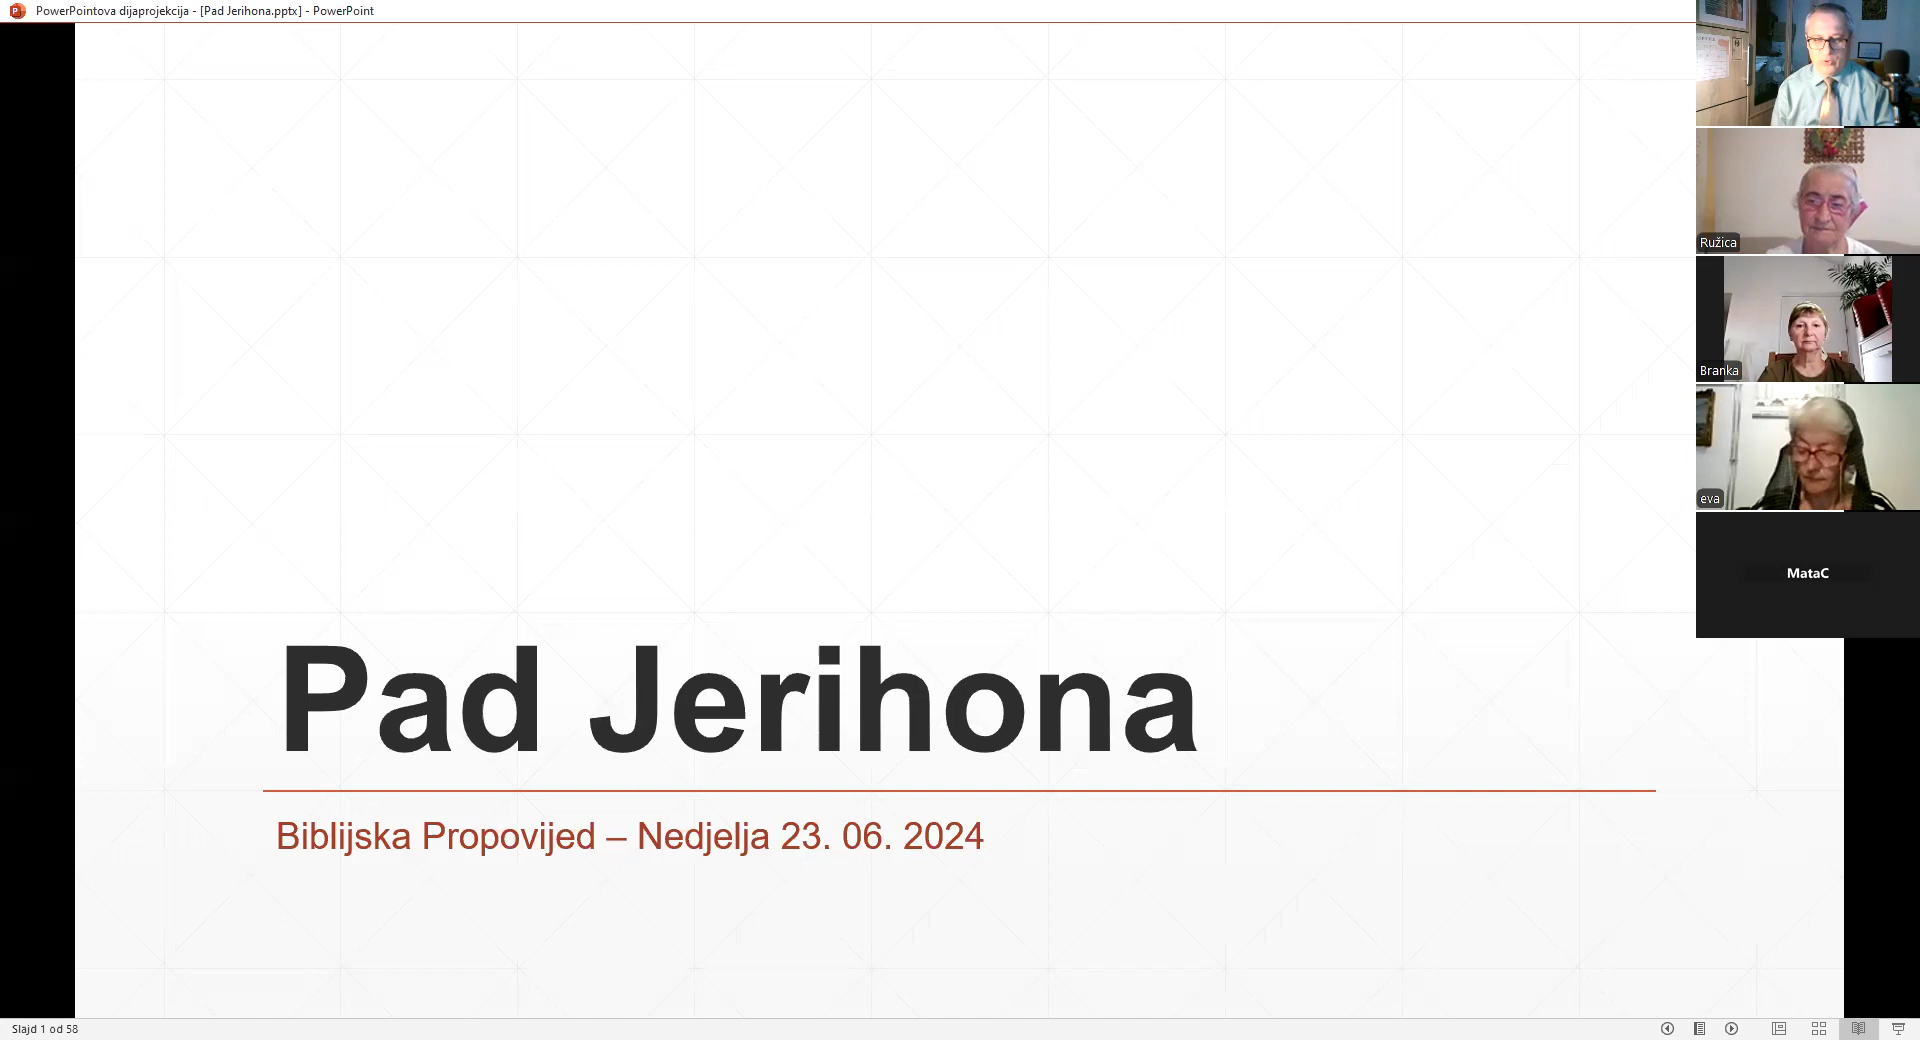 PowerPointova dijaprojekcija - [Pad Jerihona.pptx] - PowerPoint
Ružica
Branka
eva
MataC
Pad Jerihona
Biblijska Propovijed – Nedjelja 23. 06. 2024
Slajd 1 od 58